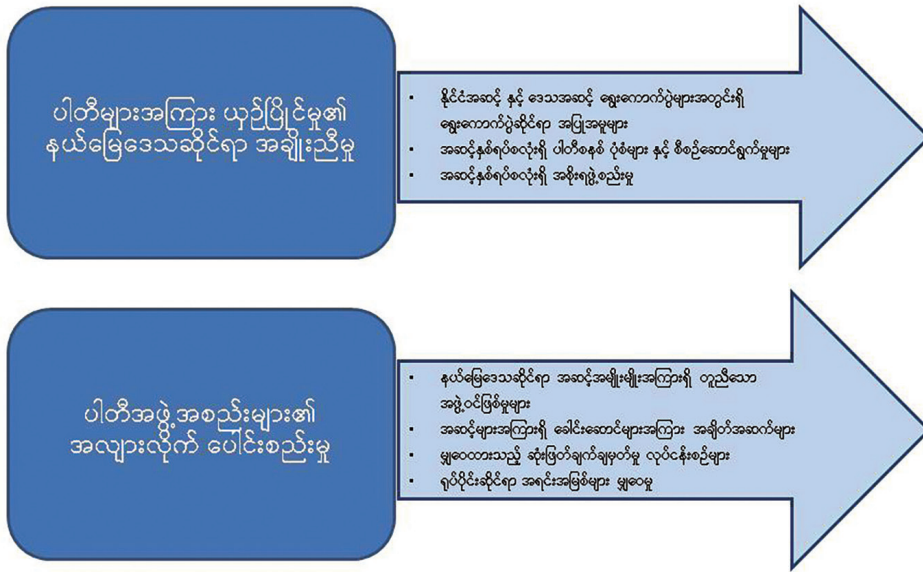 ပါတီများအကြား ယှဉ်ပြိုင်မှု၏
နယ်မြေဒေသဆိုင်ရာ အချိုးညီမှု
• နိုင်ငံအဆင့် နှင့် ဒေသအဆင့် ရွေးကောက်ပွဲများအတွင်းရှိ
ရွေးကောက်ပွဲဆိုင်ရာ အပြုအမူများ
• အဆင့်နှစ်ရပ်စလုံးရှိ ပါတီစနစ် ပုံစံများ နှင့် စီစဉ်ဆောင်ရွက်မှုများ
• အဆင့်နှစ်ရပ်စလုံးရှိ အစိုးရဖွဲ့စည်းမှု
ပါတီအဖွဲ့အစည်းများ၏
အလျားလိုက် ပေါင်းစည်းမှု
• နယ်မြေဒေသဆိုင်ရာ အဆင့်အမျိုးမျိုးအကြားရှိ တူညီသော
အဖွဲ့ဝင်ဖြစ်မှုများ
• အဆင့်များအကြားရှိ ခေါင်းဆောင်များအကြား အချိတ်အဆက်များ
• မျှဝေထားသည့် ဆုံးဖြတ်ချက်ချမှတ်မှု လုပ်ငန်းစဉ်များ
• ရုပ်ပိုင်းဆိုင်ရာ အရင်းအမြစ်များ မျှဝေမှု